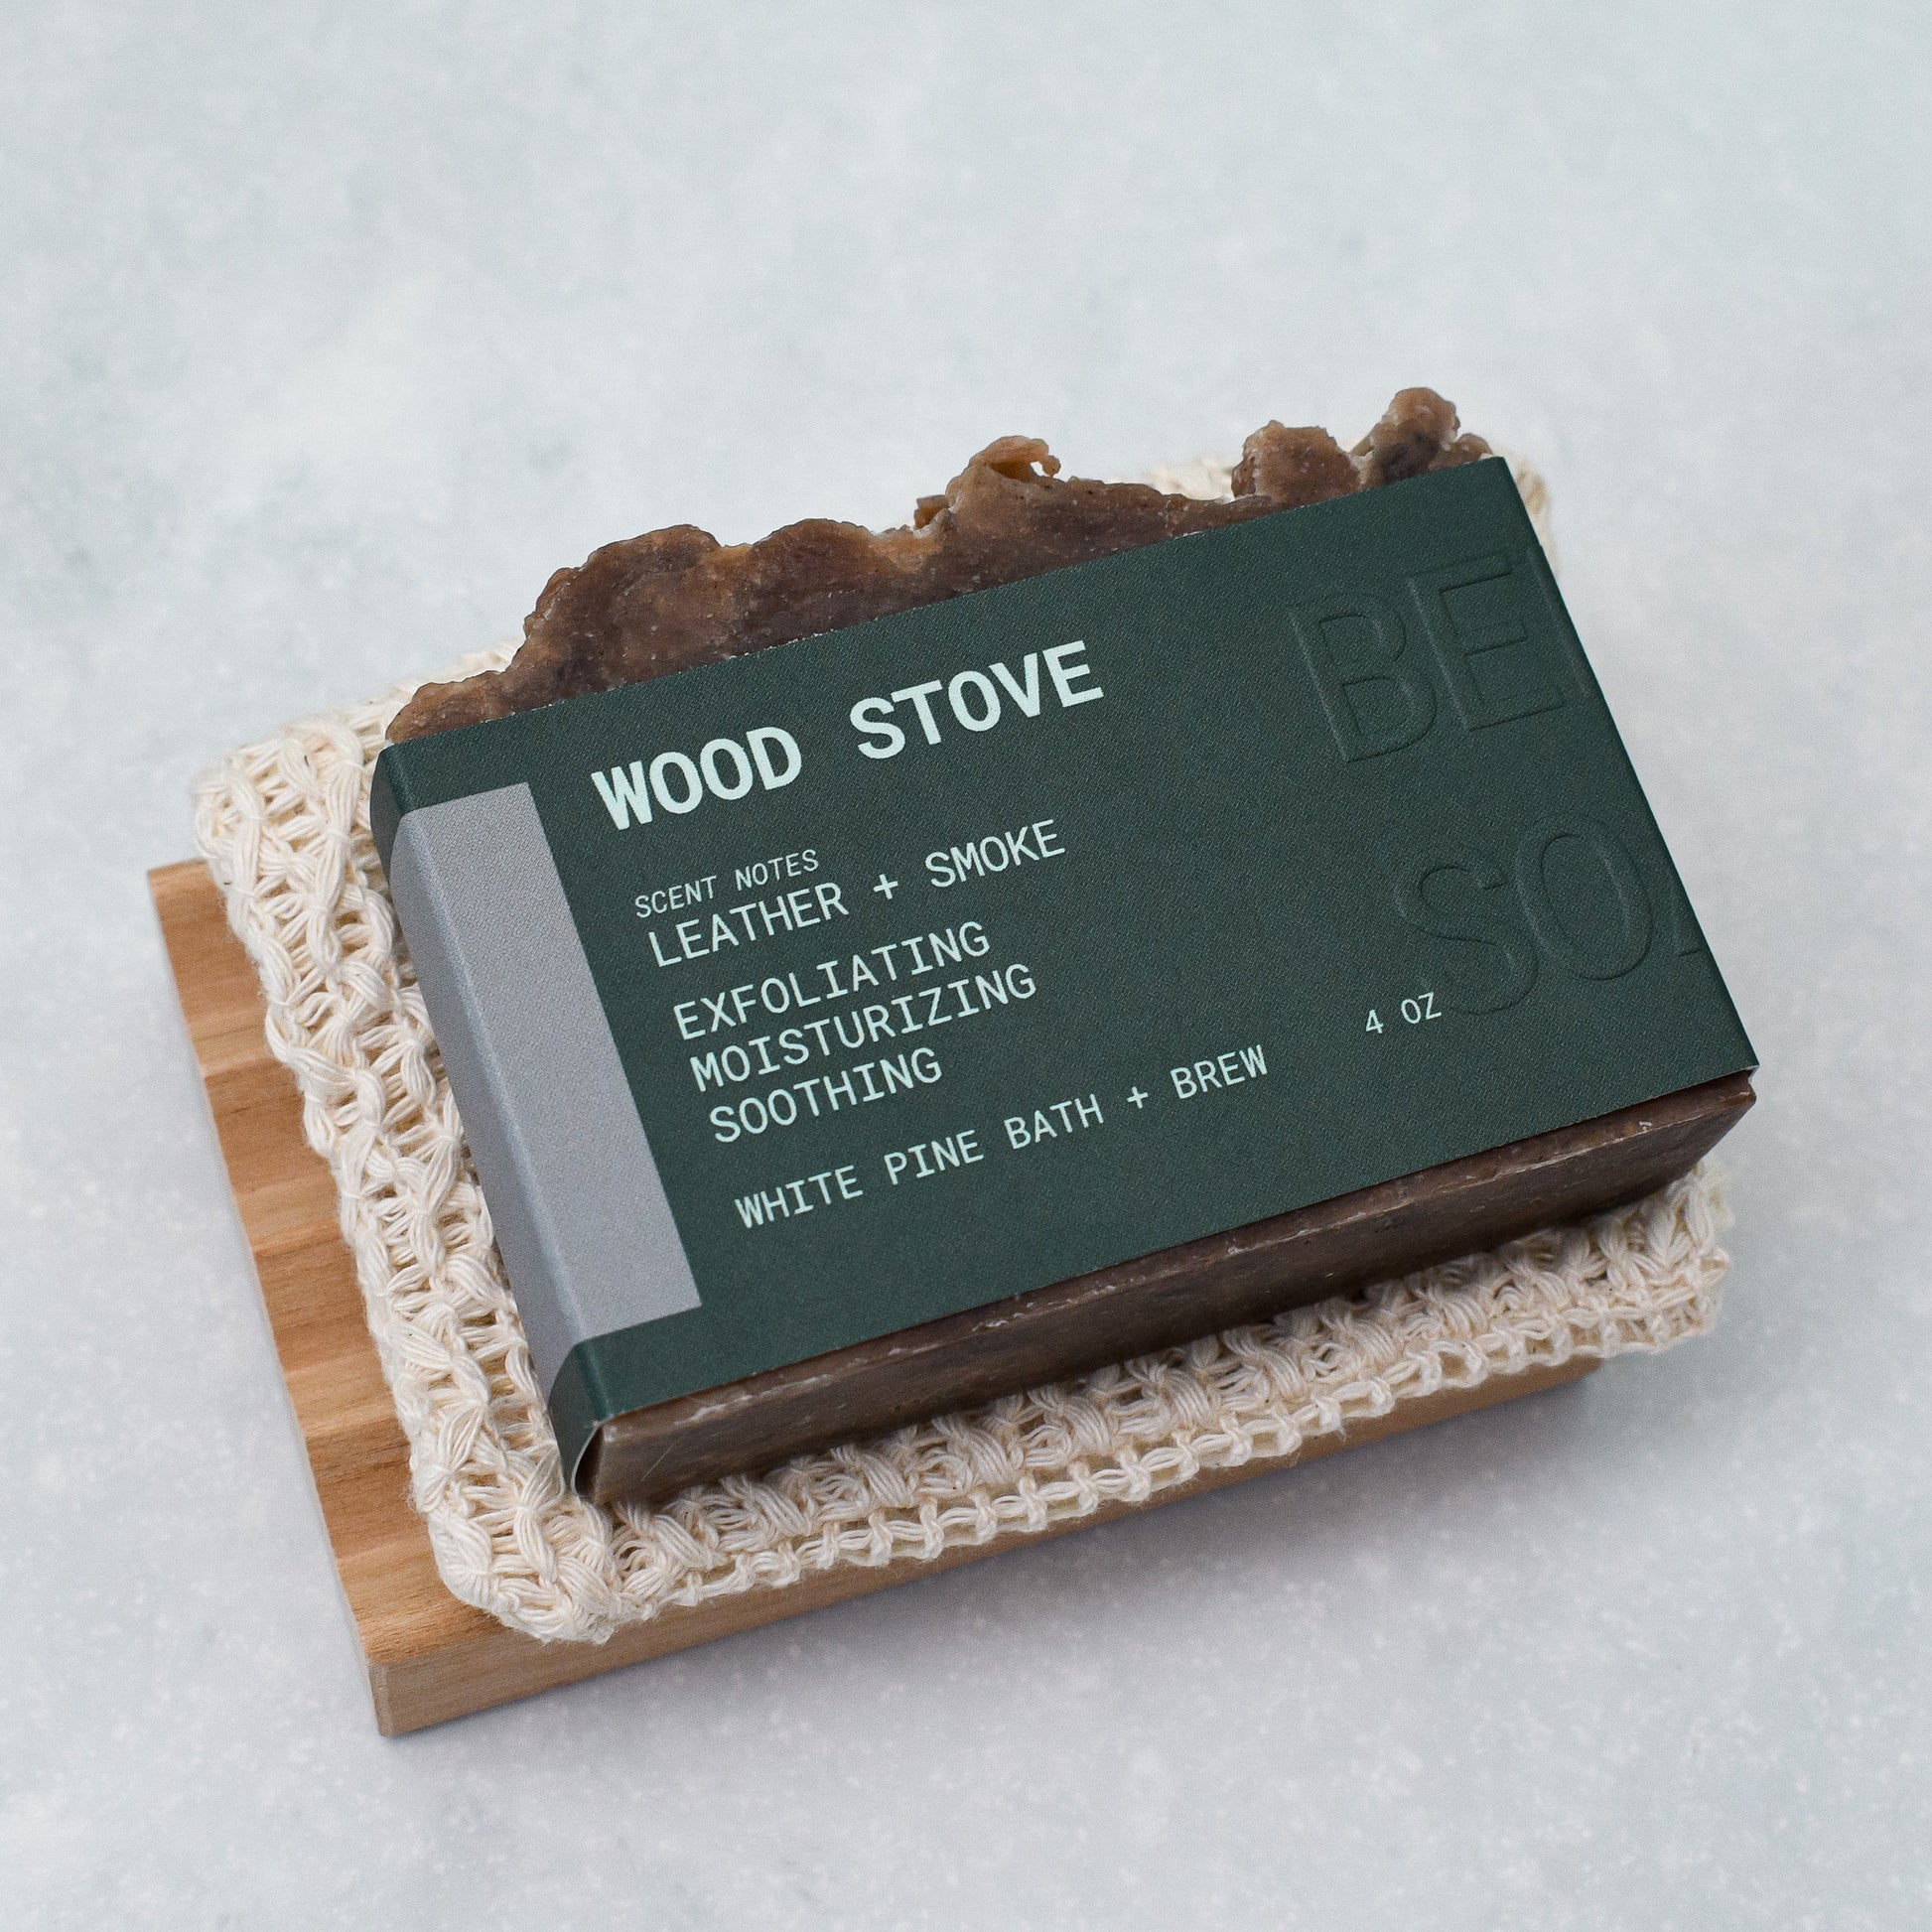 WOOD STOVE
SCENT NOTES
LEATHER + SMOKE
EXFOLIATING
MOISTURIZING
SOOTHING
WHITE PINE BATH + BREW
4 OZ